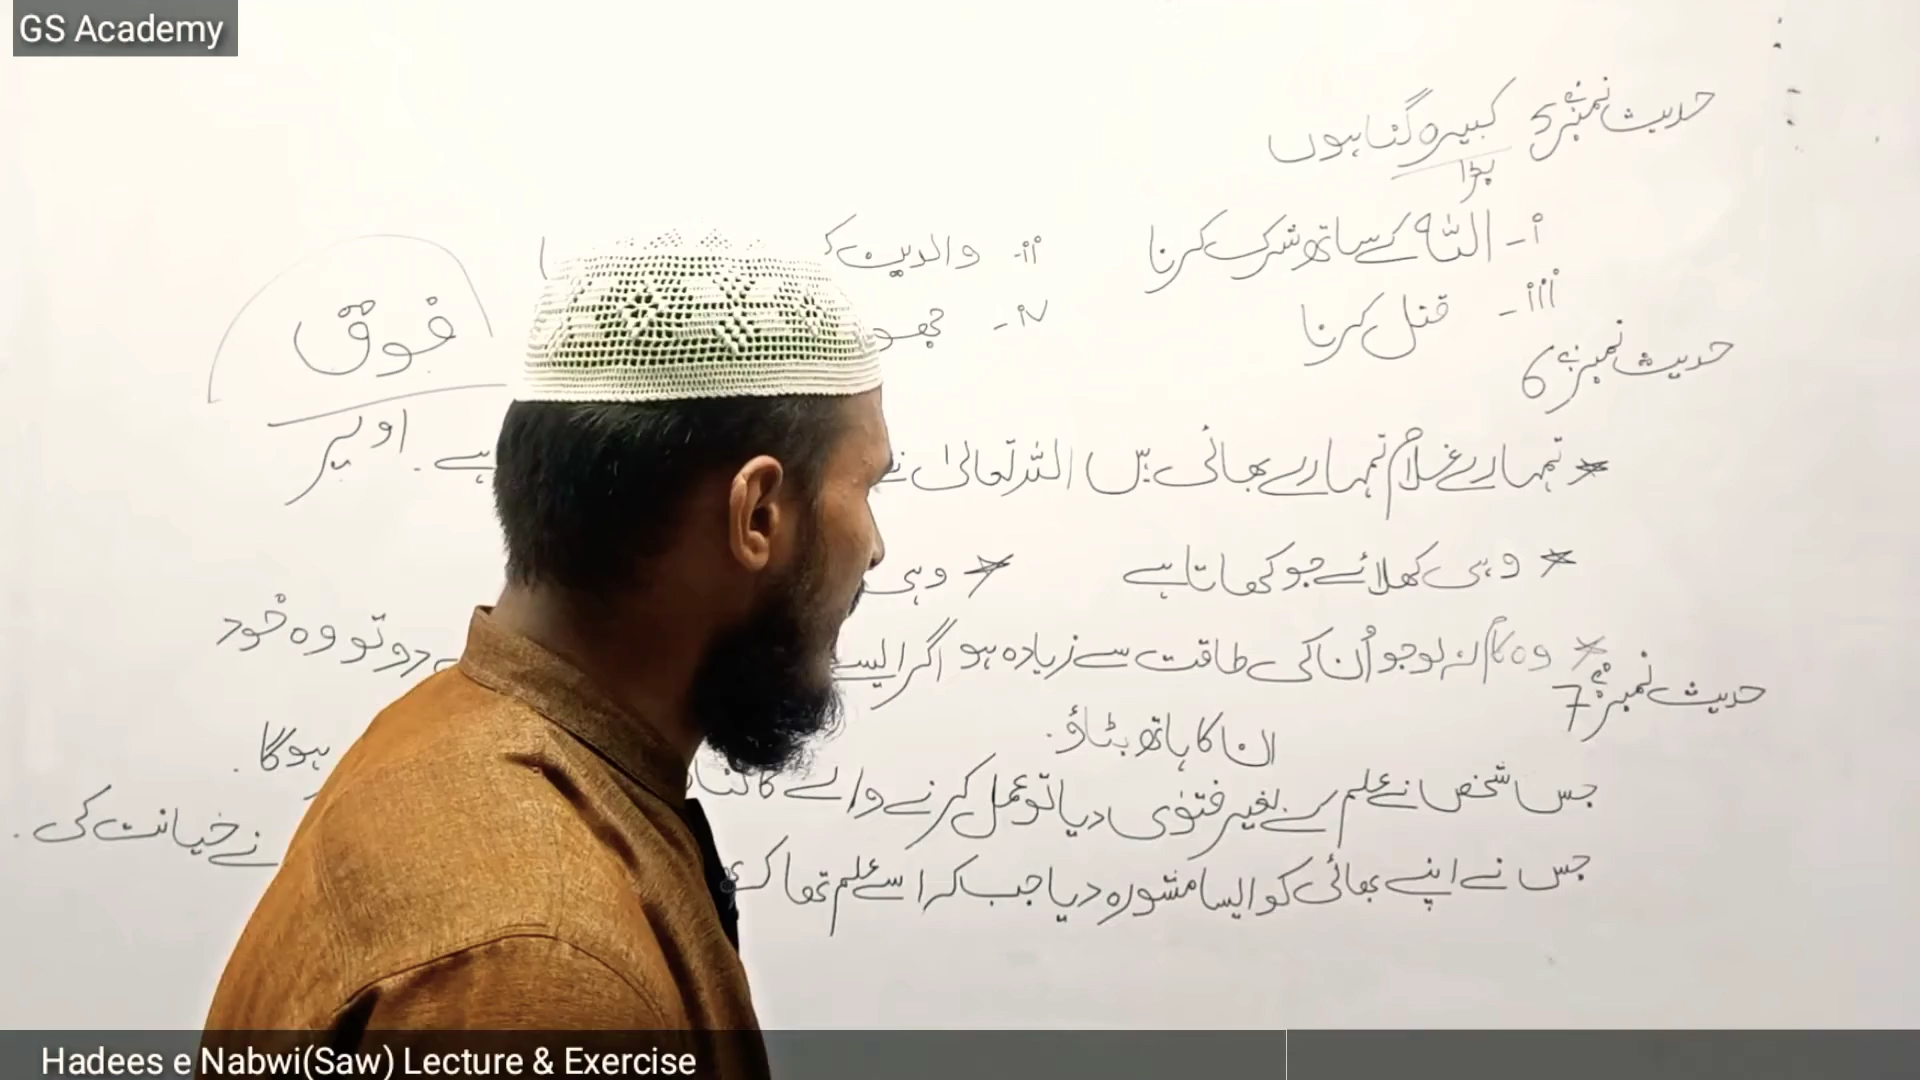 GS Academy
حدیث نمبر 5 کبیرہ گناہوں
بڑا
i- اللہ کے ساتھ شرک کرنا ii- والدین
iii- قتل کرنا iv-
فوق
اوپر
حدیث نمبر 6
* تمہارے غلام تمہارے بھائی ہیں اللہ تعالیٰ نے ہے۔
* وہی کھلائے جو کھاتا ہے * وہی
* وہ کام نہ لو جو اُن کی طاقت سے زیادہ ہو اگر ایسے دو تو وہ خود
ان کا ہاتھ بٹاؤ۔
حدیث نمبر 7
جس شخص نے علم کے بغیر فتویٰ دیا تو عمل کرنے والے کا ہوگا۔
جس نے اپنے بھائی کو ایسا مشورہ دیا جب کہ اسے علم تھا کہ نے خیانت کی۔
Hadees e Nabwi(Saw) Lecture & Exercise